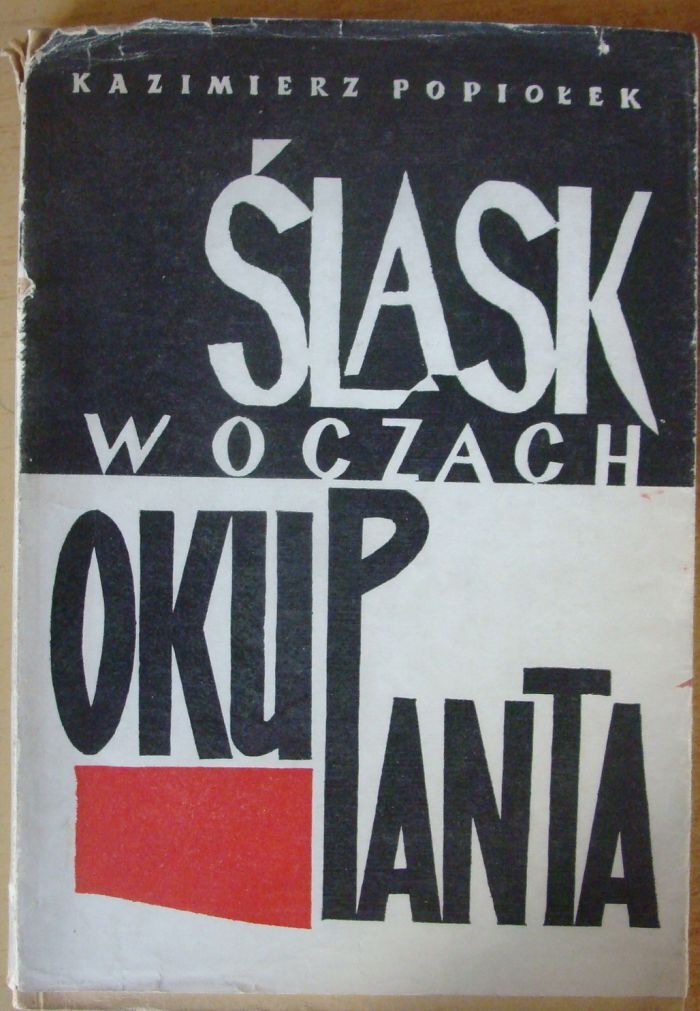 KAZIMIERZ POPIOŁEK
ŚLĄSK
W OCZACH
OKUPANTA